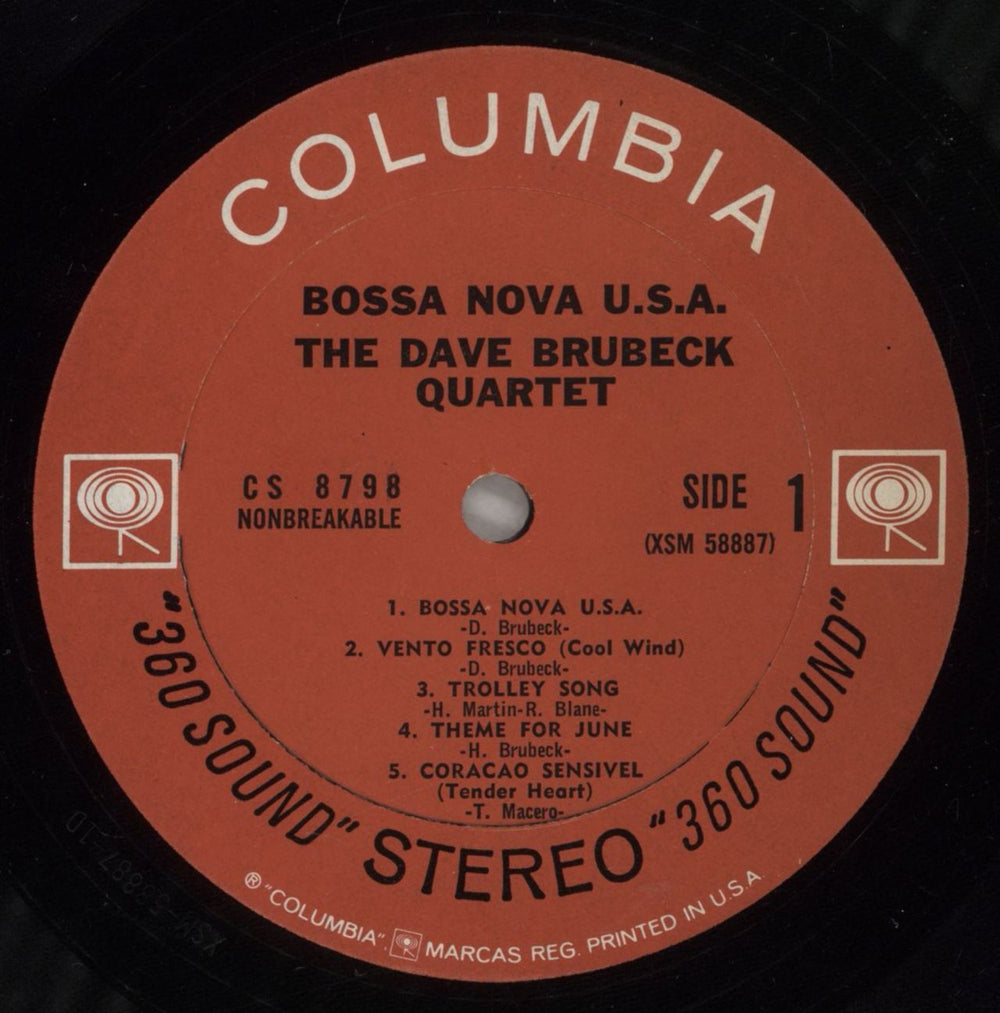 COLUMBIA
BOSSA NOVA U.S.A.
THE DAVE BRUBECK
QUARTET
CS 8798
NONBREAKABLE
SIDE 1
(XSM 58887)
1. BOSSA NOVA U.S.A.
-D. Brubeck-
2. VENTO FRESCO (Cool Wind)
-D. Brubeck-
3. TROLLEY SONG
-H. Martin-R. Blane-
4. THEME FOR JUNE
-H. Brubeck-
5. CORACAO SENSIVEL
(Tender Heart)
-T. Macero-
"360 SOUND" STEREO "360 SOUND"
® "COLUMBIA", MARCAS REG. PRINTED IN U.S.A